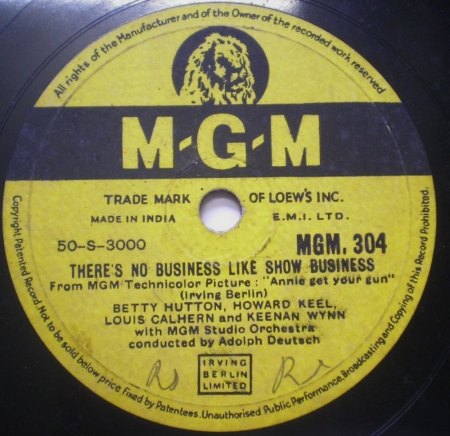 All rights of the Manufacturer and of the Owner of the recorded work reserved
M-G-M
TRADE MARK OF LOEW'S INC.
MADE IN INDIA E.M.I. LTD.
50-S-3000 MGM. 304
THERE'S NO BUSINESS LIKE SHOW BUSINESS
From MGM Technicolor Picture : "Annie get your gun"
(Irving Berlin)
BETTY HUTTON, HOWARD KEEL,
LOUIS CALHERN and KEENAN WYNN
with MGM Studio Orchestra
conducted by Adolph Deutsch
IRVING
BERLIN
LIMITED
Copyright Patented Record. Not to be sold below price fixed by Patentees. Unauthorised Public Performance, Broadcasting and Copying of this Record Prohibited.